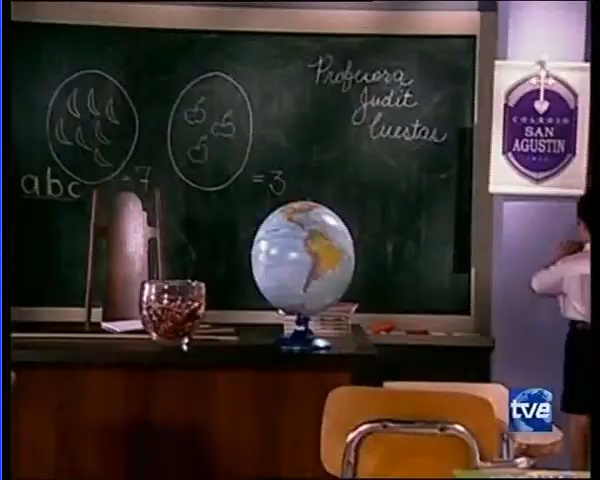 Profesora
Judit
Cuestas
abc
= 7
= 3
COLEGIO
SAN
AGUSTIN
tve